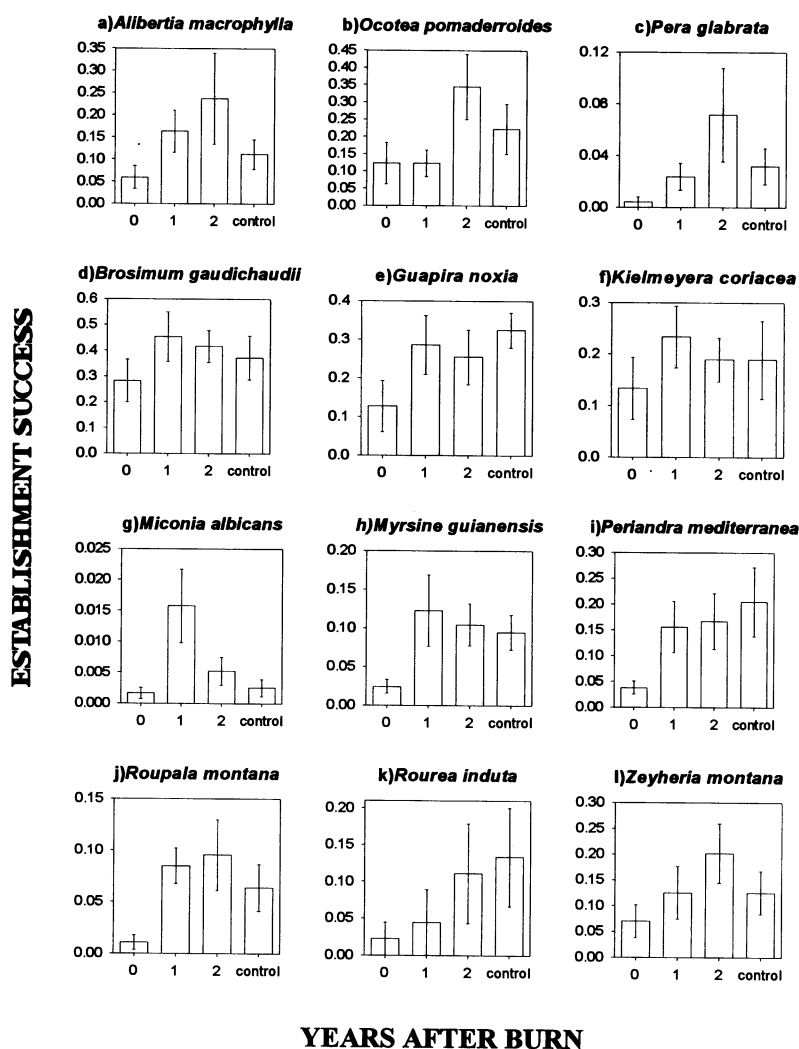 a)Alibertia macrophylla
0.35
0.30
0.25
0.20
0.15
0.10
0.05
0.00
0 1 2 control
b)Ocotea pomaderroides
0.45
0.40
0.35
0.30
0.25
0.20
0.15
0.10
0.05
0.00
0 1 2 control
c)Pera glabrata
0.12
0.08
0.04
0.00
0 1 2 control
d)Brosimum gaudichaudii
0.6
0.5
0.4
0.3
0.2
0.1
0.0
0 1 2 control
e)Guapira noxia
0.4
0.3
0.2
0.1
0.0
0 1 2 control
f)Kielmeyera coriacea
0.3
0.2
0.1
0.0
0 1 2 control
ESTABLISHMENT SUCCESS
g)Miconia albicans
0.025
0.020
0.015
0.010
0.005
0.000
0 1 2 control
h)Myrsine guianensis
0.20
0.15
0.10
0.05
0.00
0 1 2 control
i)Periandra mediterranea
0.30
0.25
0.20
0.15
0.10
0.05
0.00
0 1 2 control
j)Roupala montana
0.15
0.10
0.05
0.00
0 1 2 control
k)Rourea induta
0.20
0.15
0.10
0.05
0.00
0 1 2 control
l)Zeyheria montana
0.30
0.25
0.20
0.15
0.10
0.05
0.00
0 1 2 control
YEARS AFTER BURN